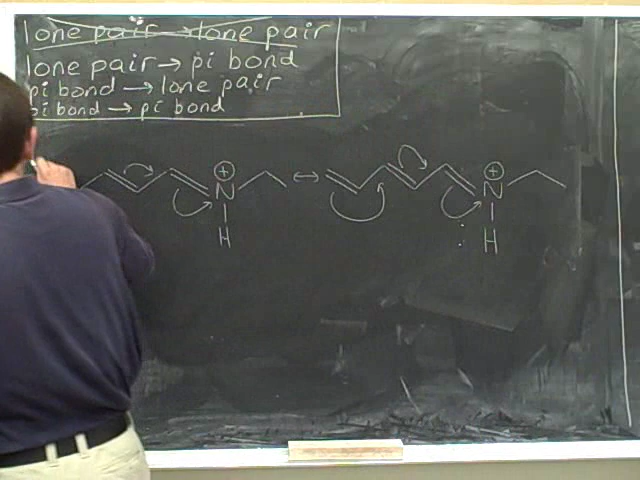 lone pair → lone pair
lone pair → pi bond
pi bond → lone pair
pi bond → pi bond
⊕ ⊕
N ↔ N
H H